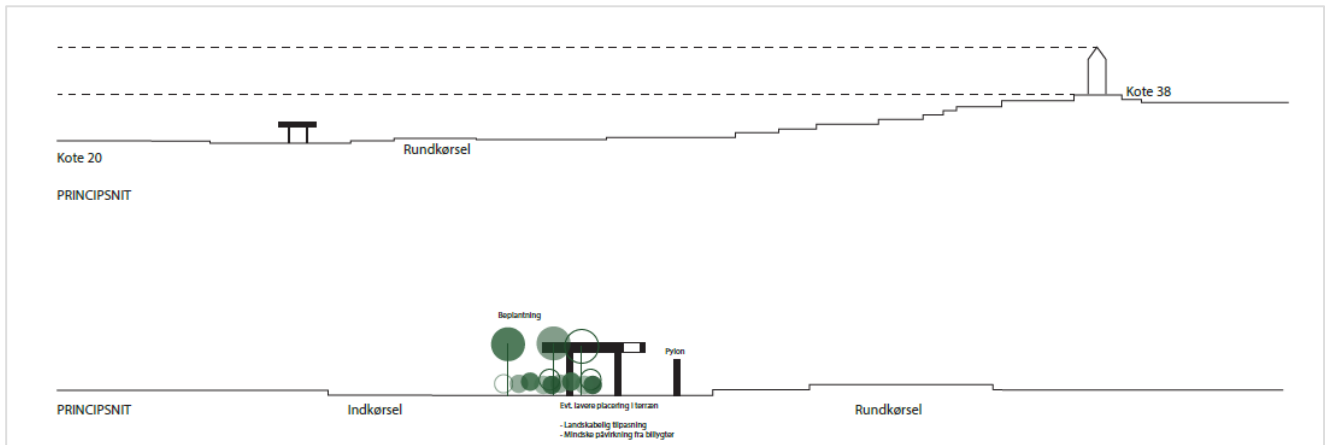 Kote 38
Rundkørsel
Kote 20
PRINCIPSNIT
Beplantning
Pylon
Evt. lavere placering i terræn
- Landskabelig tilpasning
- Mindske påvirkning fra billygter
PRINCIPSNIT
Indkørsel
Rundkørsel